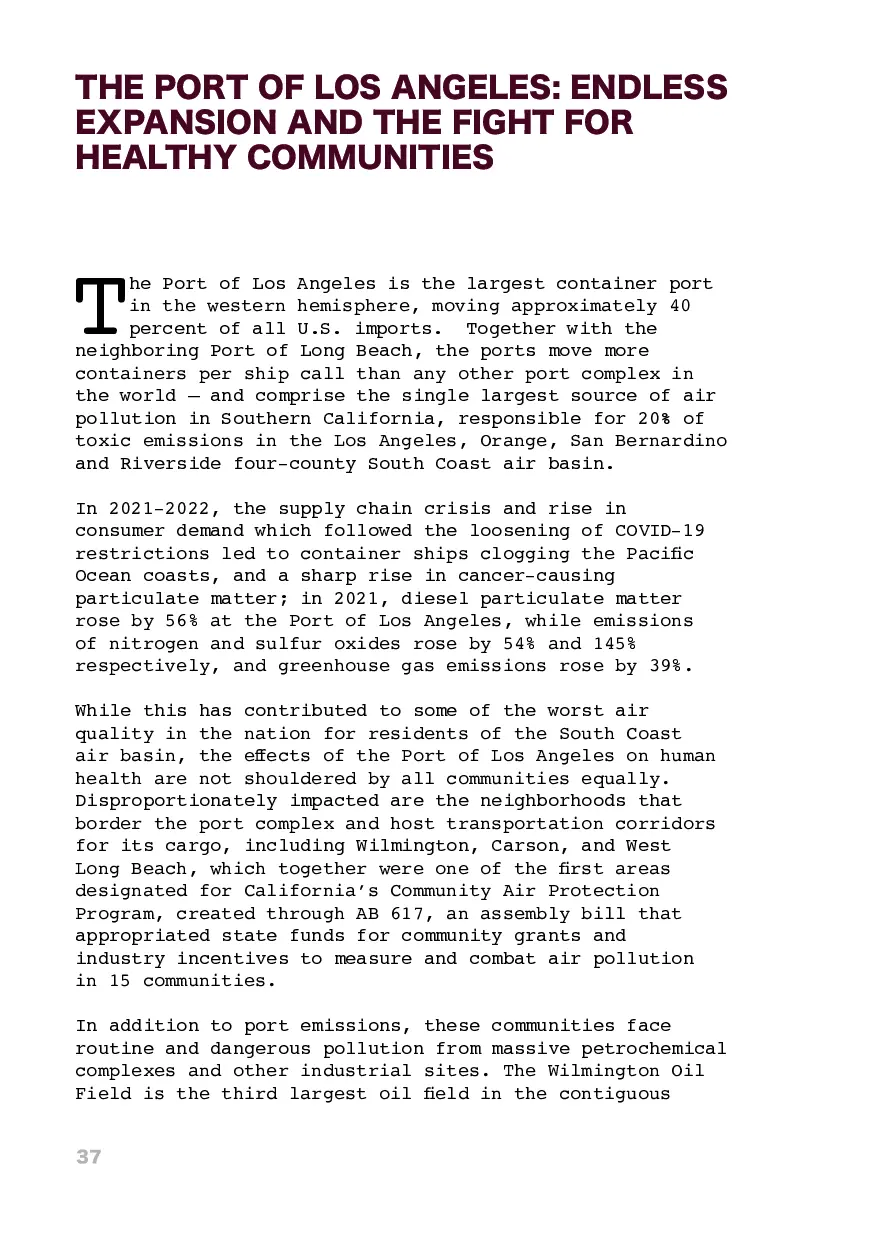 THE PORT OF LOS ANGELES: ENDLESS
EXPANSION AND THE FIGHT FOR
HEALTHY COMMUNITIES
The Port of Los Angeles is the largest container port
in the western hemisphere, moving approximately 40
percent of all U.S. imports.  Together with the
neighboring Port of Long Beach, the ports move more
containers per ship call than any other port complex in
the world — and comprise the single largest source of air
pollution in Southern California, responsible for 20% of
toxic emissions in the Los Angeles, Orange, San Bernardino
and Riverside four-county South Coast air basin.
In 2021-2022, the supply chain crisis and rise in
consumer demand which followed the loosening of COVID-19
restrictions led to container ships clogging the Pacific
Ocean coasts, and a sharp rise in cancer-causing
particulate matter; in 2021, diesel particulate matter
rose by 56% at the Port of Los Angeles, while emissions
of nitrogen and sulfur oxides rose by 54% and 145%
respectively, and greenhouse gas emissions rose by 39%.
While this has contributed to some of the worst air
quality in the nation for residents of the South Coast
air basin, the effects of the Port of Los Angeles on human
health are not shouldered by all communities equally.
Disproportionately impacted are the neighborhoods that
border the port complex and host transportation corridors
for its cargo, including Wilmington, Carson, and West
Long Beach, which together were one of the first areas
designated for California’s Community Air Protection
Program, created through AB 617, an assembly bill that
appropriated state funds for community grants and
industry incentives to measure and combat air pollution
in 15 communities.
In addition to port emissions, these communities face
routine and dangerous pollution from massive petrochemical
complexes and other industrial sites. The Wilmington Oil
Field is the third largest oil field in the contiguous
37